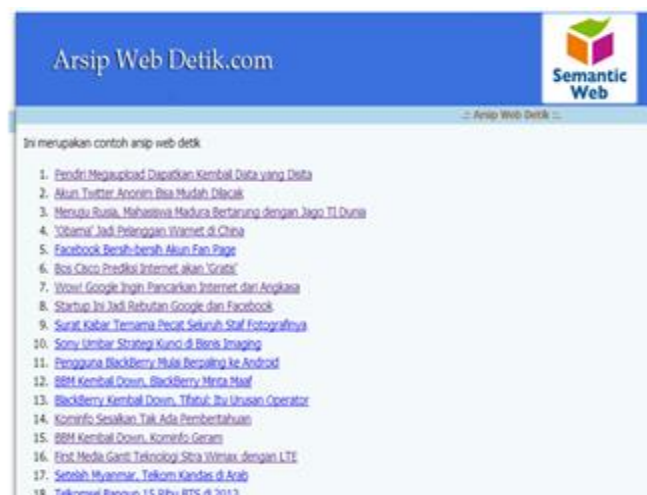 Arsip Web Detik.com
Semantic
Web
.:: Arsip Web Detik ::.
Ini merupakan contoh arsip web detik
1. Pendiri Megaupload Dapatkan Kembali Data yang Disita
2. Akun Twitter Anonim Bisa Mudah Dilacak
3. Menuju Rusia, Mahasiswa Madura Bertarung dengan Jago TI Dunia
4. 'Obama' Jadi Pelanggan Warnet di China
5. Facebook Bersih-bersih Akun Fan Page
6. Bos Cisco Prediksi Internet akan 'Gratis'
7. Wow! Google Ingin Pancarkan Internet dari Angkasa
8. Startup Ini Jadi Rebutan Google dan Facebook
9. Surat Kabar Ternama Pecat Seluruh Staf Fotografinya
10. Sony Umbar Strategi Kunci di Bisnis Imaging
11. Pengguna BlackBerry Mulai Berpaling ke Android
12. BBM Kembali Down, BlackBerry Minta Maaf
13. BlackBerry Kembali Down, Tifatul: Itu Urusan Operator
14. Kominfo Sesalkan Tak Ada Pemberitahuan
15. BBM Kembali Down, Kominfo Geram
16. First Media Ganti Teknologi Sitra Wimax dengan LTE
17. Setelah Myanmar, Telkom Kandas di Arab
18. Telkomsel Bangun 15 Ribu BTS di 2013